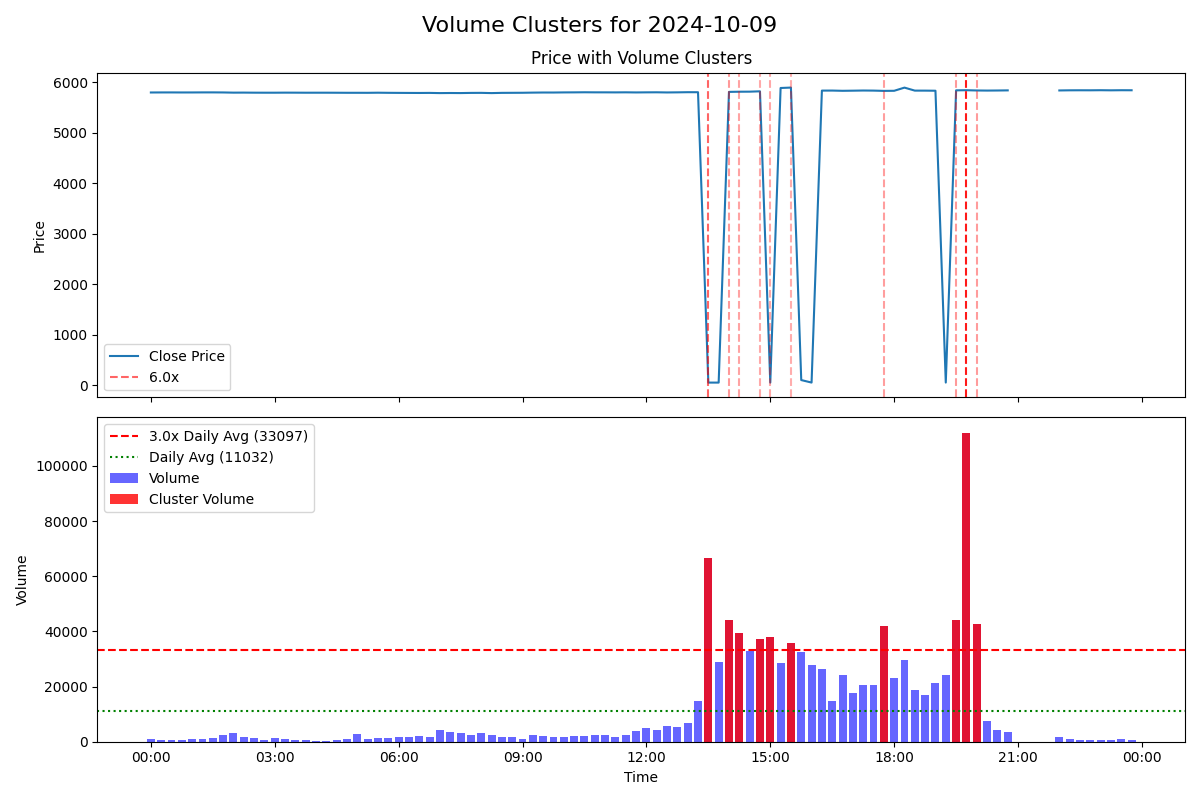 Volume Clusters for 2024-10-09
Price with Volume Clusters
6000
5000
4000
3000
2000
1000
0
Price
Close Price
6.0x
3.0x Daily Avg (33097)
Daily Avg (11032)
Volume
Cluster Volume
100000
80000
60000
40000
20000
0
Volume
00:00 03:00 06:00 09:00 12:00 15:00 18:00 21:00 00:00
Time